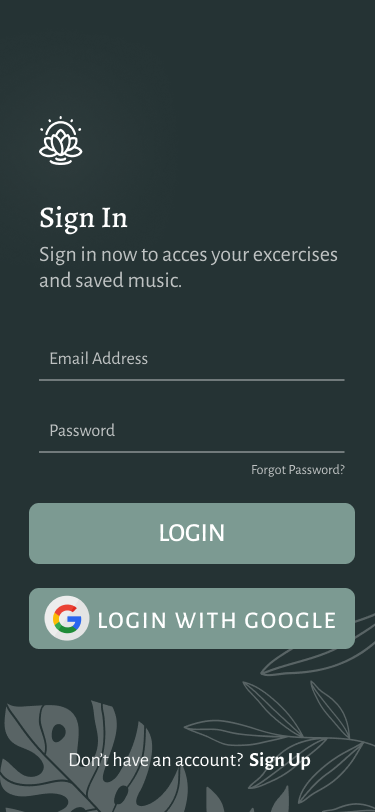 Sign In
Sign in now to acces your excercises
and saved music.
Email Address
Password
Forgot Password?
LOGIN
LOGIN WITH GOOGLE
Don't have an account? Sign Up